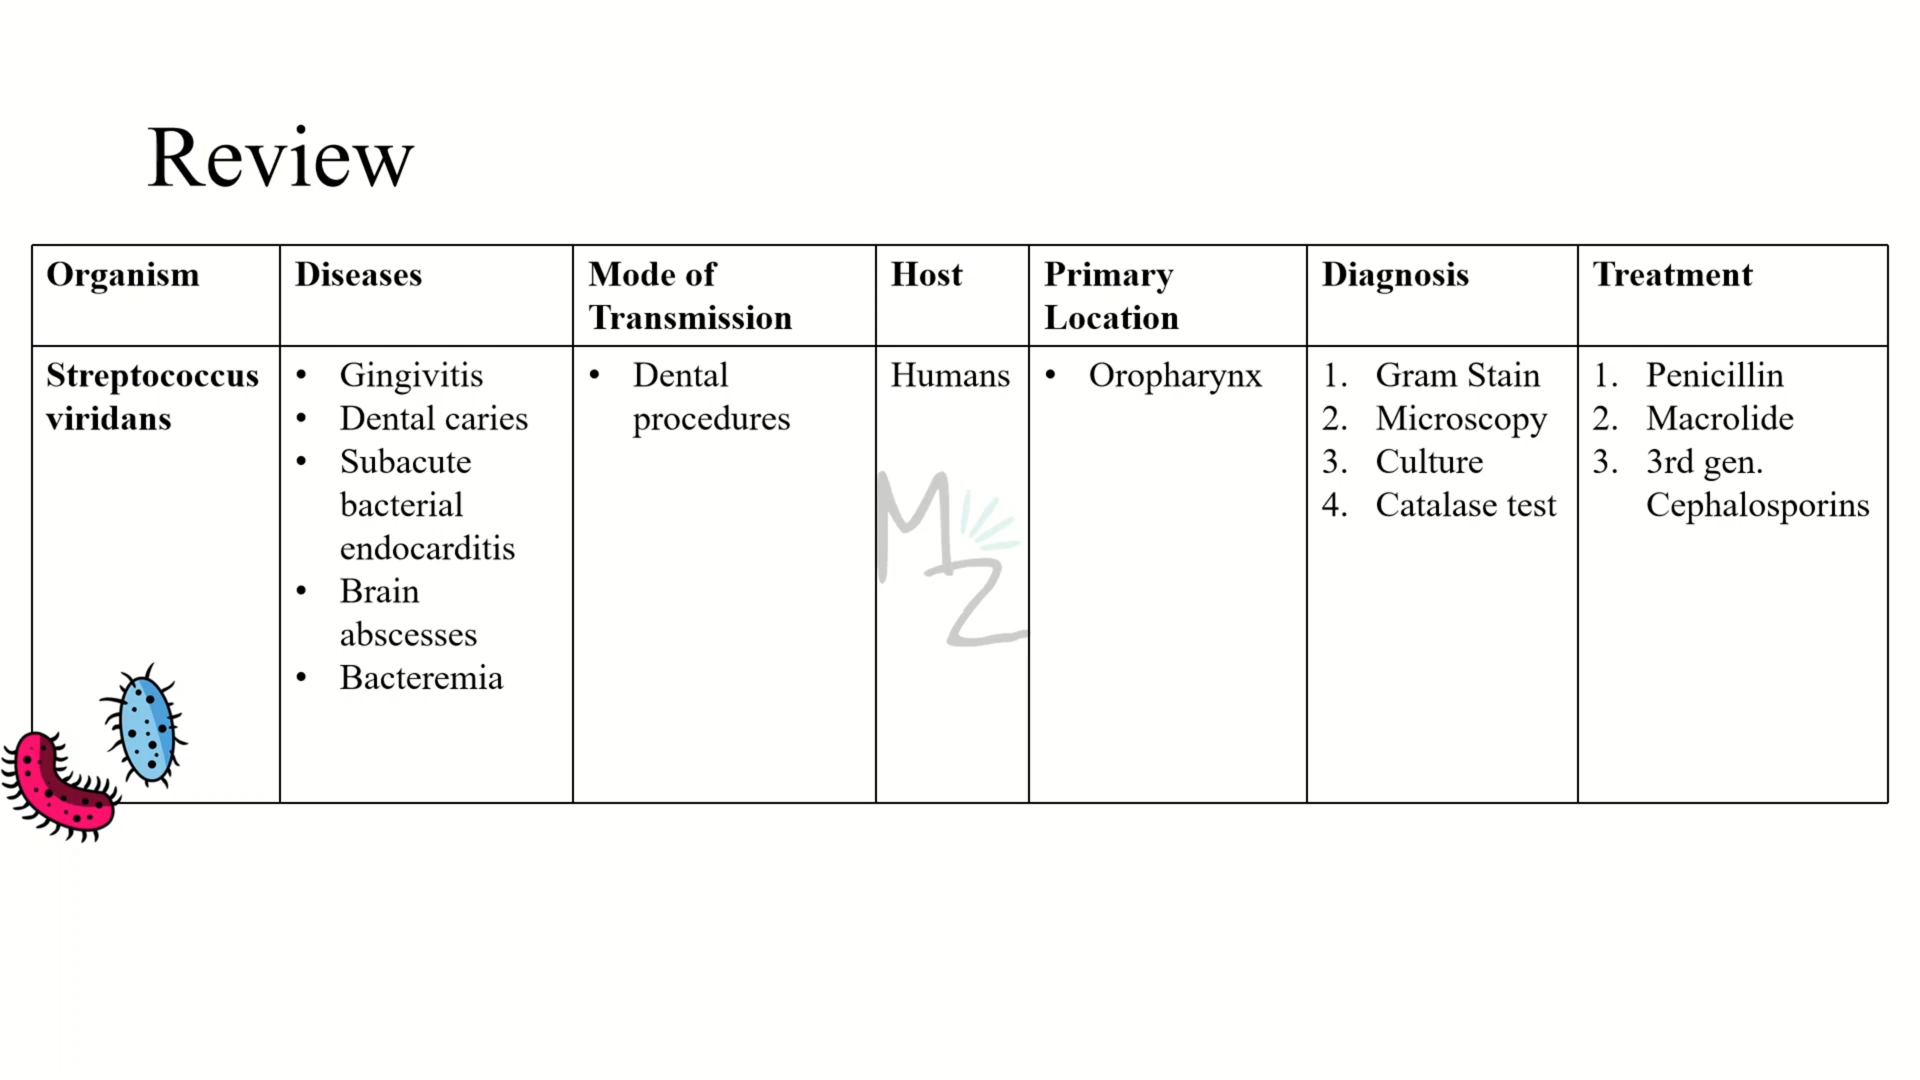 Review
Organism
Diseases
Mode of
Transmission
Host
Primary
Location
Diagnosis
Treatment
Streptococcus
viridans
• Gingivitis
• Dental caries
• Subacute
bacterial
endocarditis
• Brain
abscesses
• Bacteremia
• Dental
procedures
Humans
• Oropharynx
1. Gram Stain
2. Microscopy
3. Culture
4. Catalase test
1. Penicillin
2. Macrolide
3. 3rd gen.
Cephalosporins
MZ